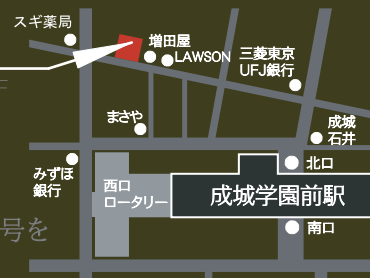 スギ薬局
増田屋
LAWSON
三菱東京
UFJ銀行
まさや
成城
石井
みずほ
銀行
西口
ロータリー
北口
成城学園前駅
南口
号を